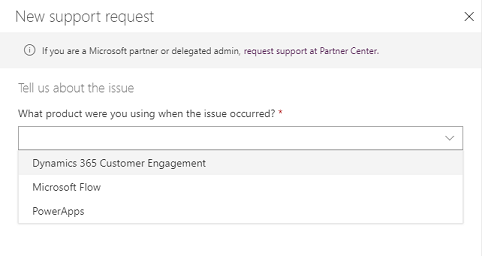 New support request
If you are a Microsoft partner or delegated admin, request support at Partner Center.
Tell us about the issue
What product were you using when the issue occurred? *
Dynamics 365 Customer Engagement
Microsoft Flow
PowerApps